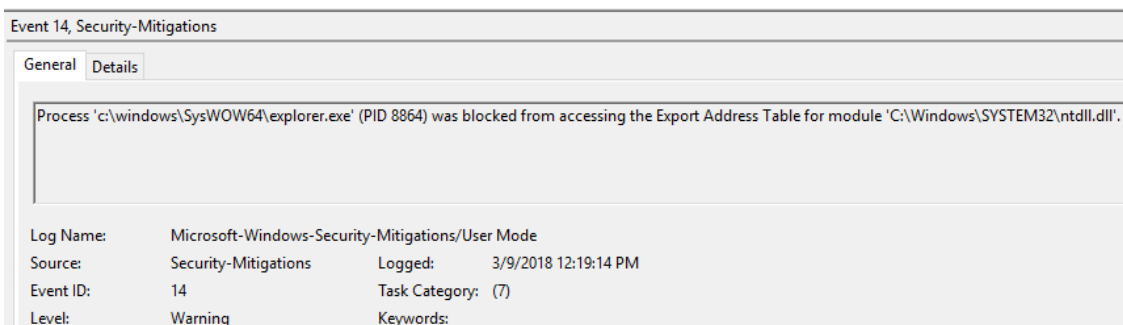 Event 14, Security-Mitigations
General Details
Process 'c:\windows\SysWOW64\explorer.exe' (PID 8864) was blocked from accessing the Export Address Table for module 'C:\Windows\SYSTEM32\ntdll.dll'.
Log Name: Microsoft-Windows-Security-Mitigations/User Mode
Source: Security-Mitigations Logged: 3/9/2018 12:19:14 PM
Event ID: 14 Task Category: (7)
Level: Warning Keywords: